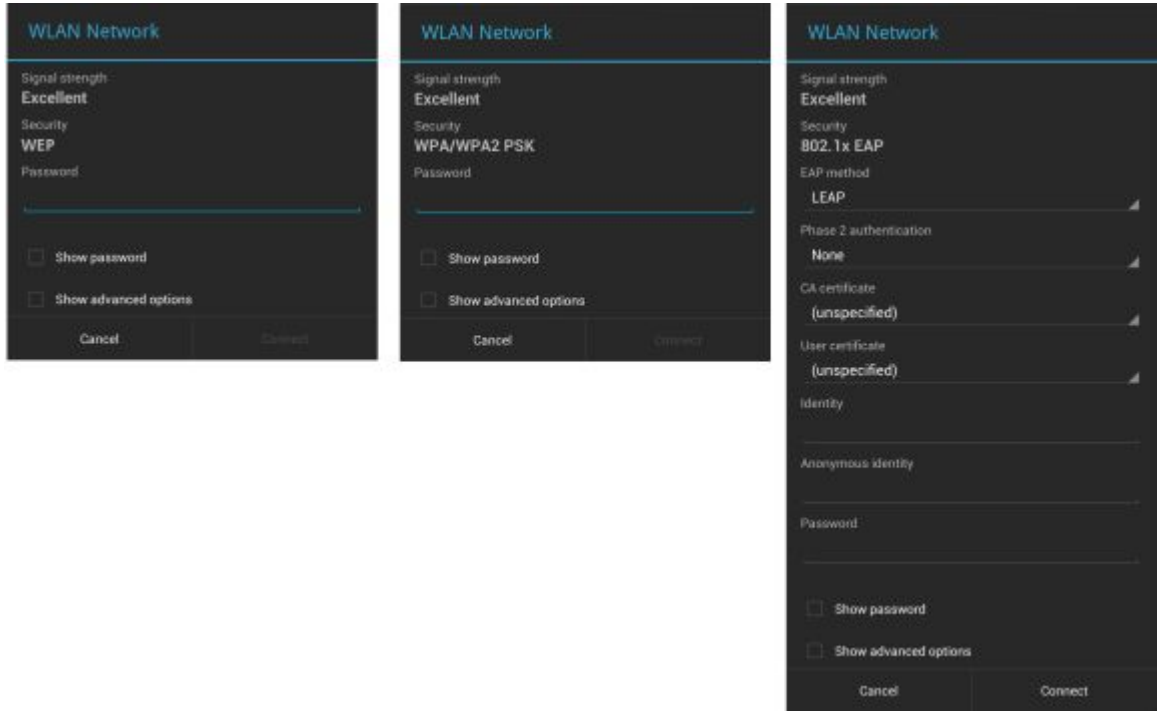 WLAN Network
Signal strength
Excellent
Security
WEP
Password
Show password
Show advanced options
Cancel
Connect
WLAN Network
Signal strength
Excellent
Security
WPA/WPA2 PSK
Password
Show password
Show advanced options
Cancel
Connect
WLAN Network
Signal strength
Excellent
Security
802.1x EAP
EAP method
LEAP
Phase 2 authentication
None
CA certificate
(unspecified)
User certificate
(unspecified)
Identity
Anonymous identity
Password
Show password
Show advanced options
Cancel
Connect